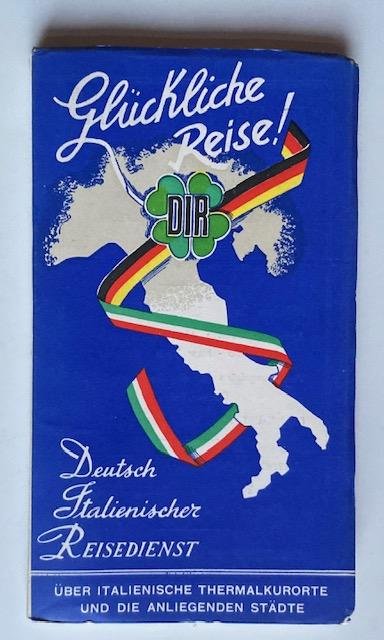 Glückliche
Reise!
DIR
Deutsch
Italienischer
REISEDIENST
ÜBER ITALIENISCHE THERMALKURORTE
UND DIE ANLIEGENDEN STÄDTE